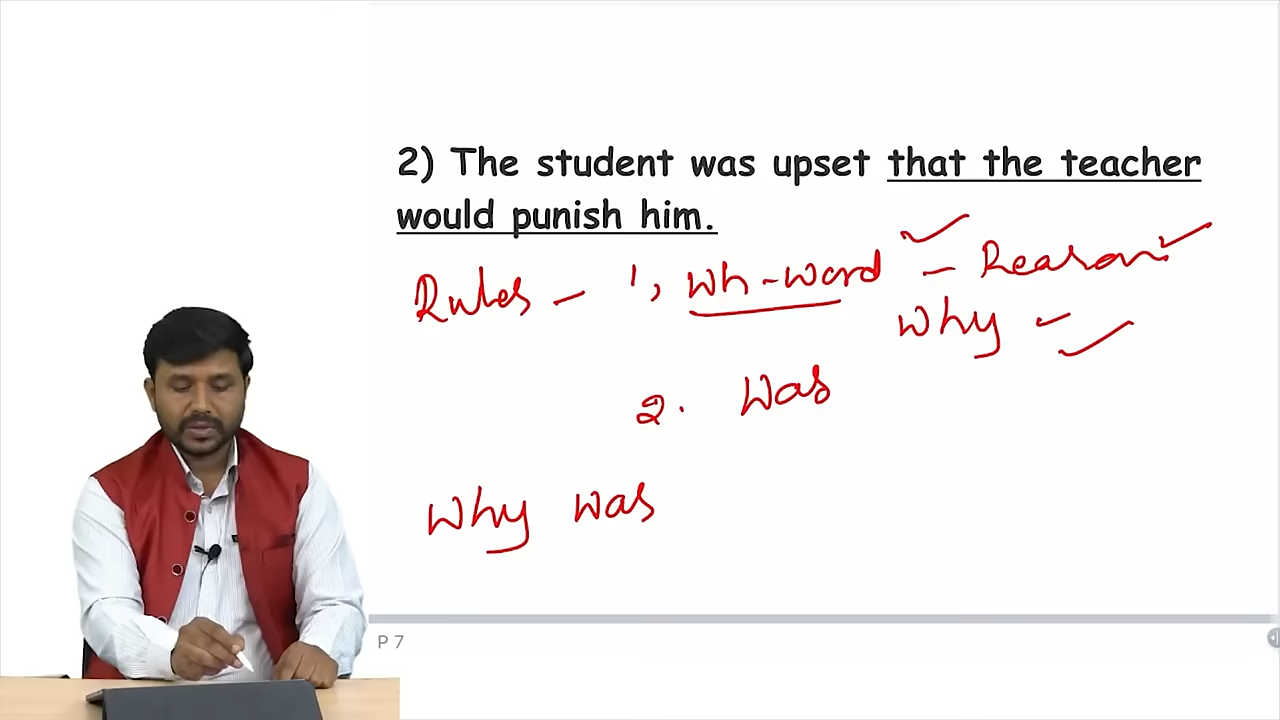 2) The student was upset that the teacher
would punish him.
Rules - 1, Wh-word - Reason.
Why
2. Was
Why was
P 7